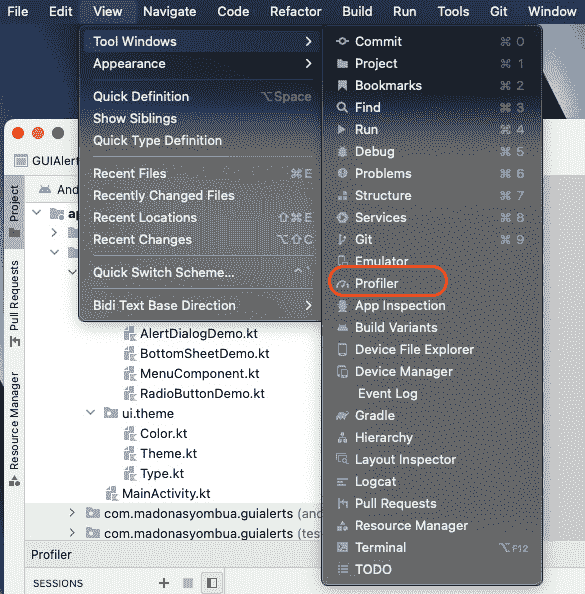 File Edit View Navigate Code Refactor Build Run Tools Git Window
Tool Windows
Appearance
Quick Definition ⌥Space
Show Siblings
Quick Type Definition
Recent Files ⌘E
Recently Changed Files
Recent Locations ⇧⌘E
Recent Changes ⌥⇧C
Quick Switch Scheme... ^`
Bidi Text Base Direction
Commit ⌘0
Project ⌘1
Bookmarks ⌘2
Find ⌘3
Run ⌘4
Debug ⌘5
Problems ⌘6
Structure ⌘7
Services ⌘8
Git ⌘9
Emulator
Profiler
App Inspection
Build Variants
Device File Explorer
Device Manager
Event Log
Gradle
Hierarchy
Layout Inspector
Logcat
Pull Requests
Resource Manager
Terminal ⌥F12
TODO
GUIAlert
And
ap
Project
Pull Requests
Resource Manager
AlertDialogDemo.kt
BottomSheetDemo.kt
MenuComponent.kt
RadioButtonDemo.kt
ui.theme
Color.kt
Theme.kt
Type.kt
MainActivity.kt
com.madonasyombua.guialerts (and
com.madonasyombua.guialerts (tes
Profiler
SESSIONS